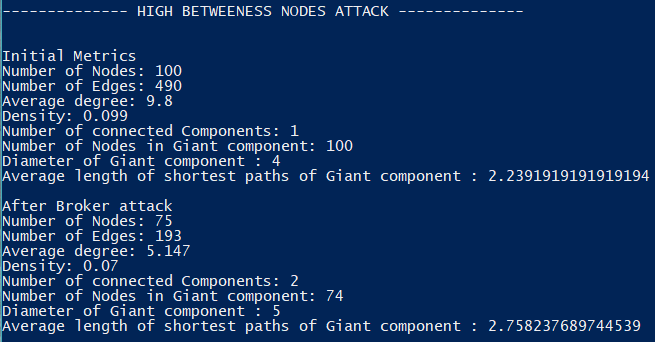 -------------- HIGH BETWEENESS NODES ATTACK --------------
Initial Metrics
Number of Nodes: 100
Number of Edges: 490
Average degree: 9.8
Density: 0.099
Number of connected Components: 1
Number of Nodes in Giant component: 100
Diameter of Giant component : 4
Average length of shortest paths of Giant component : 2.2391919191919194
After Broker attack
Number of Nodes: 75
Number of Edges: 193
Average degree: 5.147
Density: 0.07
Number of connected Components: 2
Number of Nodes in Giant component: 74
Diameter of Giant component : 5
Average length of shortest paths of Giant component : 2.758237689744539